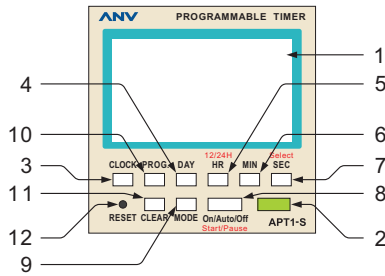 ANV PROGRAMMABLE TIMER
1
4
5
10
6
12/24H Select
CLOCK PROG. DAY HR MIN SEC
3
7
11
8
12
RESET CLEAR MODE On/Auto/Off APT1-S
Start/Pause
2
9